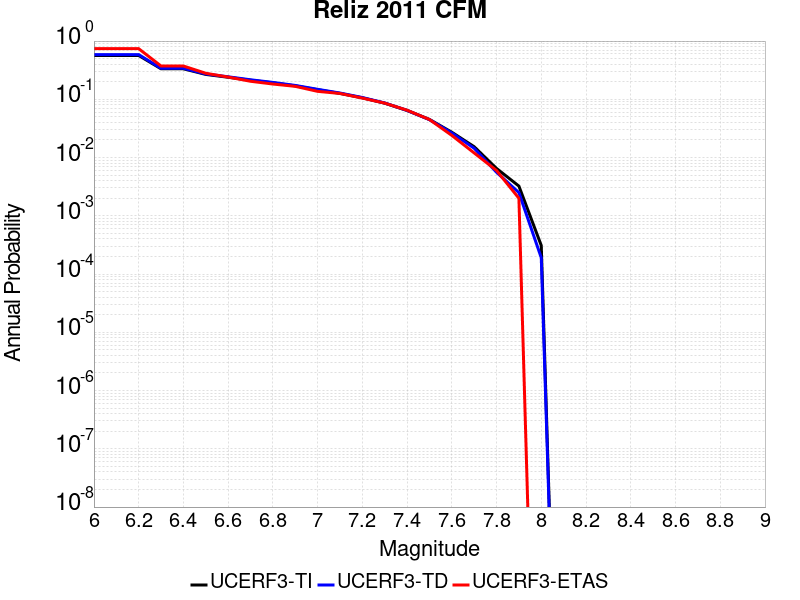 Reliz 2011 CFM
Annual Probability
10^0
10^-1
10^-2
10^-3
10^-4
10^-5
10^-6
10^-7
10^-8
6 6.2 6.4 6.6 6.8 7 7.2 7.4 7.6 7.8 8 8.2 8.4 8.6 8.8 9
Magnitude
UCERF3-TI UCERF3-TD UCERF3-ETAS